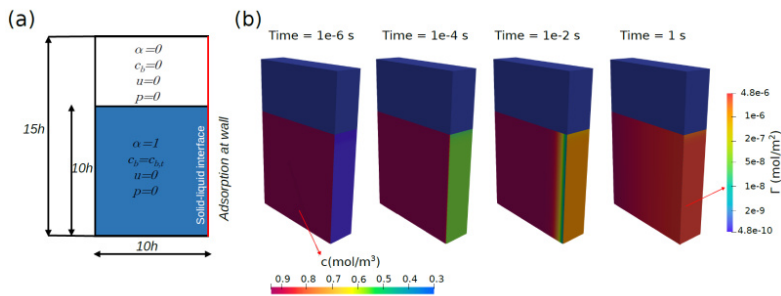 (a)
15h
10h
α=0
c_b=0
u=0
p=0
α=1
c_b=c_{b,i}
u=0
p=0
Solid-liquid interface
Adsorption at wall
10h
(b)
Time = 1e-6 s
Time = 1e-4 s
Time = 1e-2 s
Time = 1 s
c(mol/m³)
0.9 0.8 0.7 0.6 0.5 0.4 0.3
4.8e-6
1e-6
2e-7
5e-8
1e-8
2e-9
4.8e-10
Γ (mol/m²)